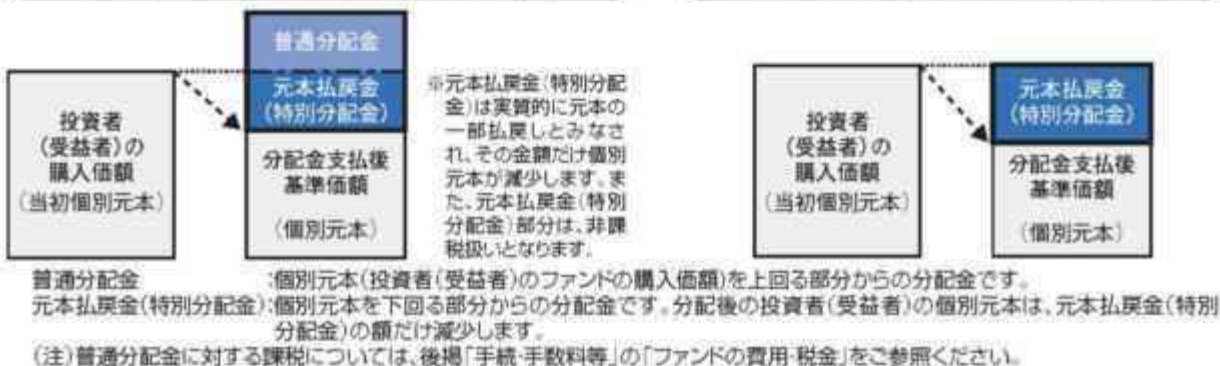 普通分配金
元本払戻金
(特別分配金)
投資者
(受益者)の
購入価額
(当初個別元本)
分配金支払後
基準価額
(個別元本)
※元本払戻金(特別分配
金)は実質的に元本の
一部払戻しとみなさ
れ、その金額だけ個別
元本が減少します。ま
た、元本払戻金(特別
分配金)部分は、非課
税扱いとなります。
投資者
(受益者)の
購入価額
(当初個別元本)
元本払戻金
(特別分配金)
分配金支払後
基準価額
(個別元本)
普通分配金 :個別元本(投資者(受益者)のファンドの購入価額)を上回る部分からの分配金です。
元本払戻金(特別分配金):個別元本を下回る部分からの分配金です。分配後の投資者(受益者)の個別元本は、元本払戻金(特別
分配金)の額だけ減少します。
(注)普通分配金に対する課税については、後掲「手続・手数料等」の「ファンドの費用・税金」をご参照ください。